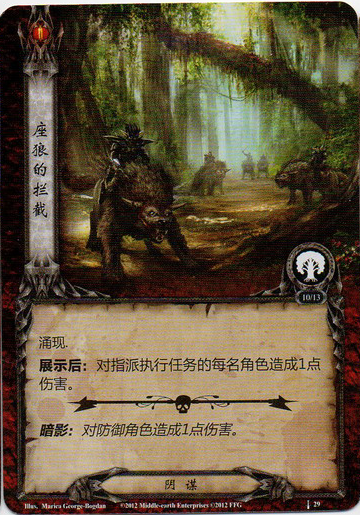 座狼的拦截
10/13
涌现.
展示后：对指派执行任务的每名角色造成1点
伤害。
暗影：对防御角色造成1点伤害。
阴谋
Illus. Marica George-Bogdan ©2012 Middle-earth Enterprises ©2012 FFG 29